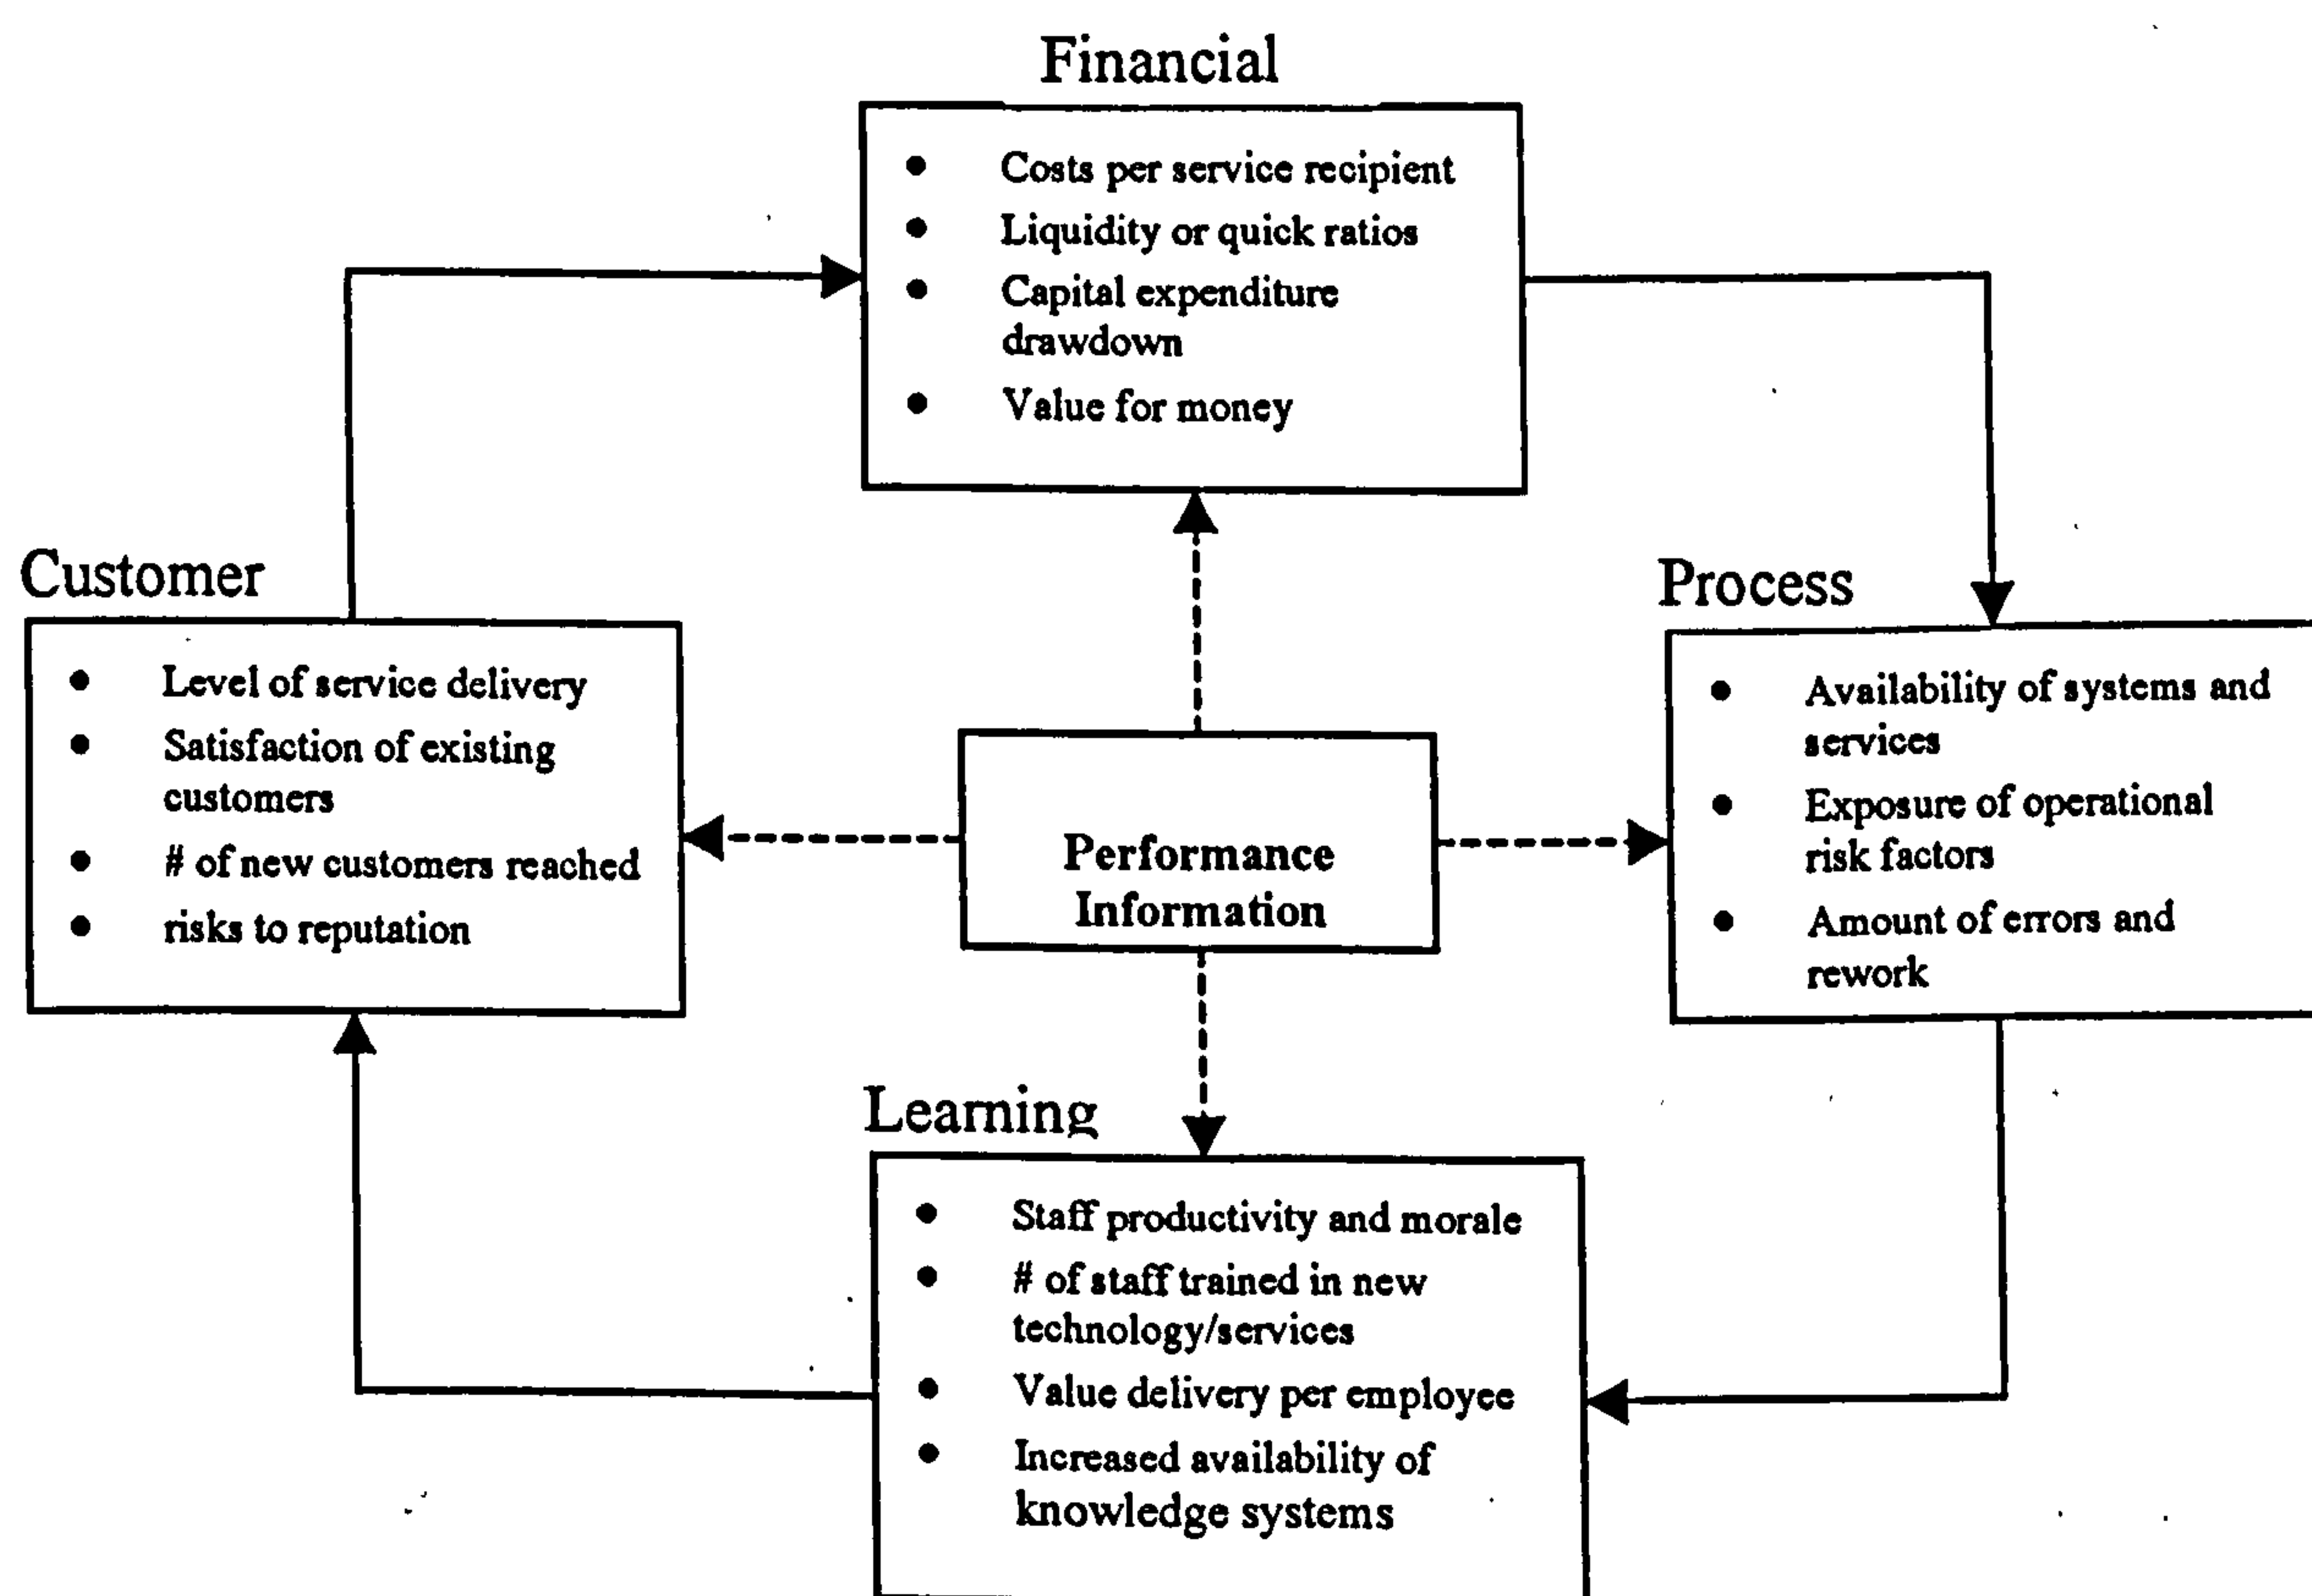 Financial
• Costs per service recipient
• Liquidity or quick ratios
• Capital expenditure
drawdown
• Value for money
Customer
• Level of service delivery
• Satisfaction of existing
customers
• # of new customers reached
• risks to reputation
Performance
Information
Process
• Availability of systems and
services
• Exposure of operational
risk factors
• Amount of errors and
rework
Learning
• Staff productivity and morale
• # of staff trained in new
technology/services
• Value delivery per employee
• Increased availability of
knowledge systems